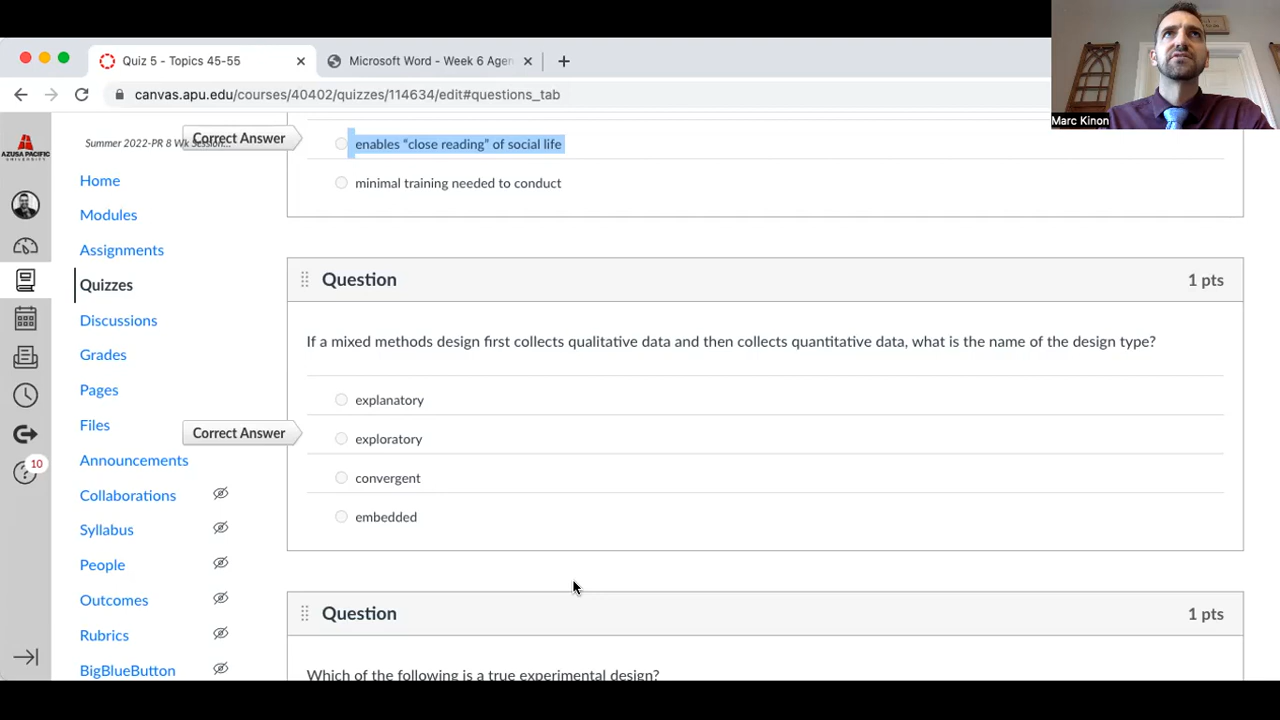 Quiz 5 - Topics 45-55
Microsoft Word - Week 6 Agen
canvas.apu.edu/courses/40402/quizzes/114634/edit#questions_tab
Marc Kinon
AZUSA PACIFIC
UNIVERSITY
Summer 2022-PR 8 Wk Session...
Home
Modules
Assignments
Quizzes
Discussions
Grades
Pages
Files
Announcements
Collaborations
Syllabus
People
Outcomes
Rubrics
BigBlueButton
10
Correct Answer
enables “close reading” of social life
minimal training needed to conduct
Question
1 pts
If a mixed methods design first collects qualitative data and then collects quantitative data, what is the name of the design type?
explanatory
Correct Answer
exploratory
convergent
embedded
Question
1 pts
Which of the following is a true experimental design?